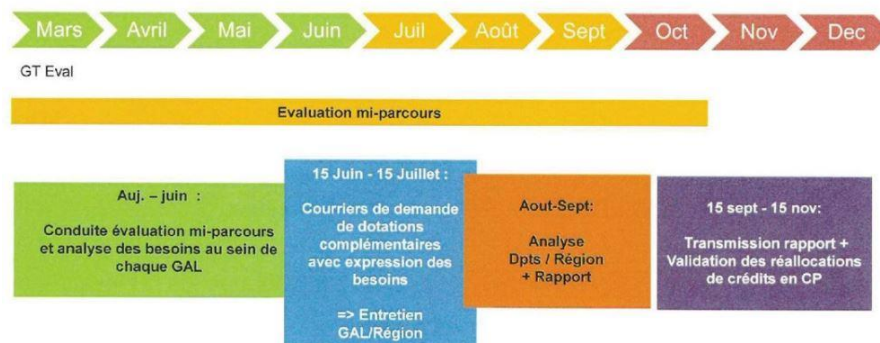 Mars Avril Mai Juin Juil Août Sept Oct Nov Dec
GT Eval
Evaluation mi-parcours
Auj. – juin :
Conduite évaluation mi-parcours
et analyse des besoins au sein de
chaque GAL
15 Juin - 15 Juillet :
Courriers de demande
de dotations
complémentaires
avec expression des
besoins
=> Entretien
GAL/Région
Aout-Sept:
Analyse
Dpts / Région
+ Rapport
15 sept - 15 nov:
Transmission rapport +
Validation des réallocations
de crédits en CP